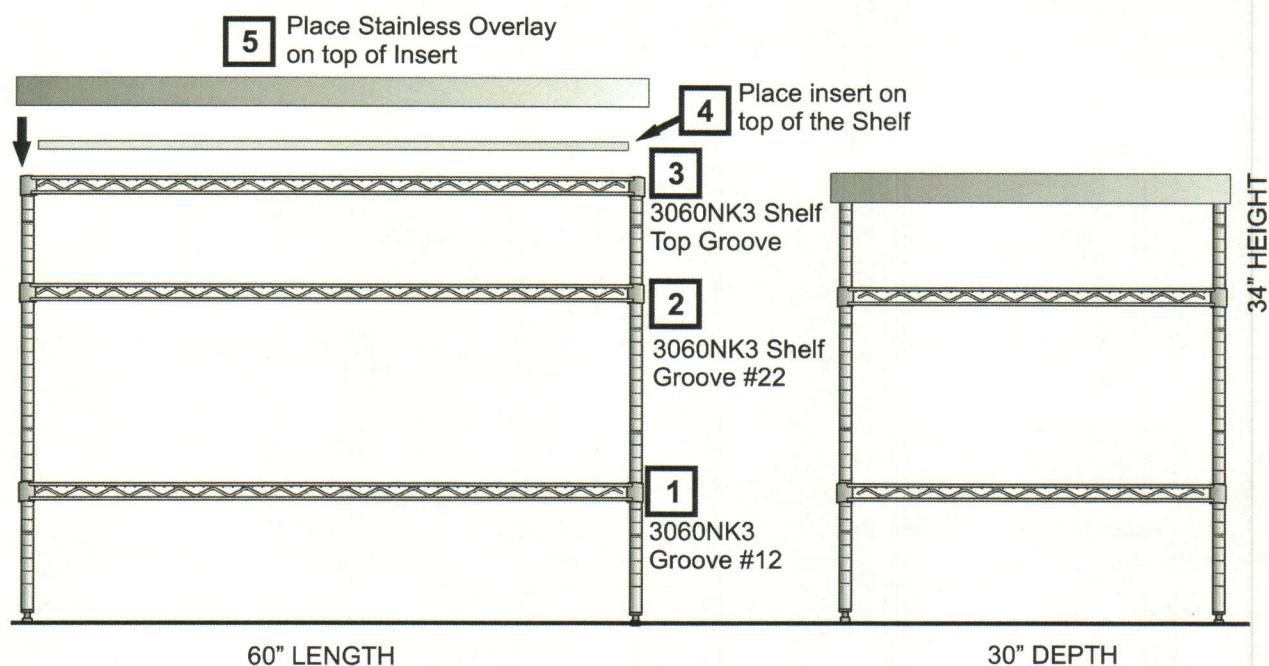 5
Place Stainless Overlay
on top of Insert
4
Place insert on
top of the Shelf
3
3060NK3 Shelf
Top Groove
2
3060NK3 Shelf
Groove #22
1
3060NK3
Groove #12
34” HEIGHT
60” LENGTH
30” DEPTH